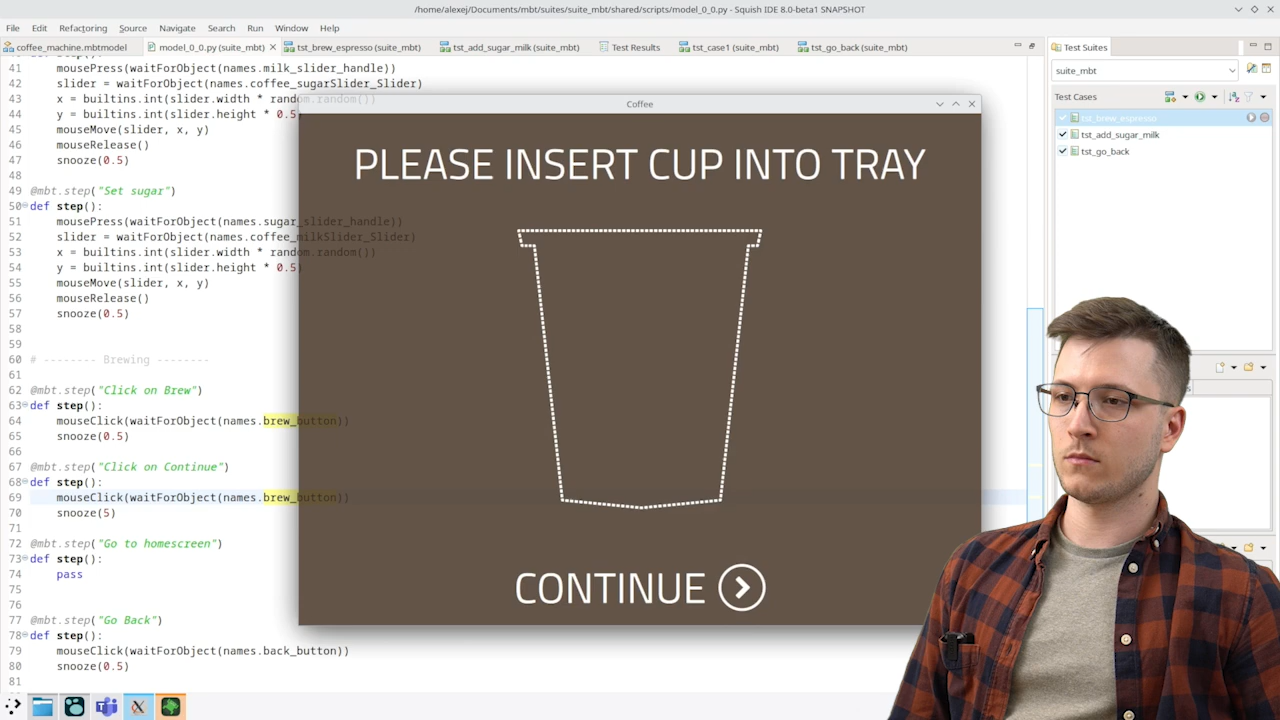 /home/alexej/Documents/mbt/suites/suite_mbt/shared/scripts/model_0_0.py - Squish IDE 8.0-beta1 SNAPSHOT
File Edit Refactoring Source Navigate Search Run Window Help
coffee_machine.mbtmodel model_0_0.py (suite_mbt) tst_brew_espresso (suite_mbt) tst_add_sugar_milk (suite_mbt) Test Results tst_case1 (suite_mbt) tst_go_back (suite_mbt) Test Suites
suite_mbt
Test Cases
tst_brew_espresso
tst_add_sugar_milk
tst_go_back
41 mousePress(waitForObject(names.milk_slider_handle))
42 slider = waitForObject(names.coffee_sugarSlider_Slider)
43 x = builtins.int(slider.width * random.random())
44 y = builtins.int(slider.height * 0.5)
45 mouseMove(slider, x, y)
46 mouseRelease()
47 snooze(0.5)
48
49 @mbt.step("Set sugar")
50 def step():
51 mousePress(waitForObject(names.sugar_slider_handle))
52 slider = waitForObject(names.coffee_milkSlider_Slider)
53 x = builtins.int(slider.width * random.random())
54 y = builtins.int(slider.height * 0.5)
55 mouseMove(slider, x, y)
56 mouseRelease()
57 snooze(0.5)
58
59
60 # -------- Brewing --------
61
62 @mbt.step("Click on Brew")
63 def step():
64 mouseClick(waitForObject(names.brew_button))
65 snooze(0.5)
66
67 @mbt.step("Click on Continue")
68 def step():
69 mouseClick(waitForObject(names.brew_button))
70 snooze(5)
71
72 @mbt.step("Go to homescreen")
73 def step():
74 pass
75
76
77 @mbt.step("Go Back")
78 def step():
79 mouseClick(waitForObject(names.back_button))
80 snooze(0.5)
81
Coffee
PLEASE INSERT CUP INTO TRAY
CONTINUE